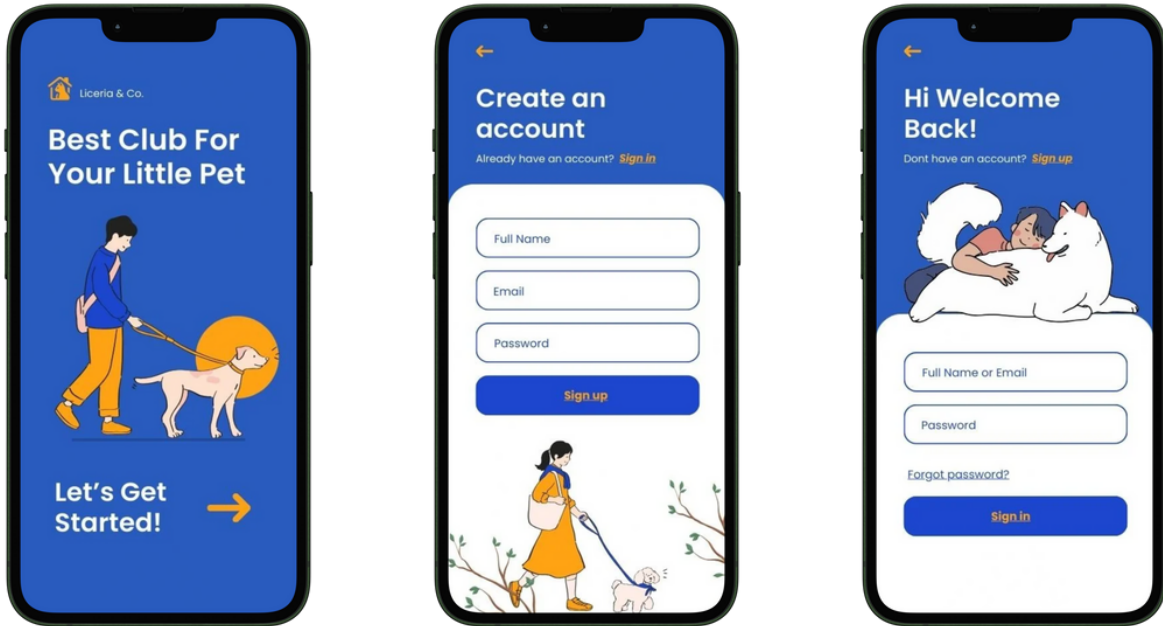 Liceria & Co.
Best Club For
Your Little Pet
Let's Get
Started!
Create an
account
Already have an account? Sign in
Full Name
Email
Password
Sign up
Hi Welcome
Back!
Dont have an account? Sign up
Full Name or Email
Password
Forgot password?
Sign in